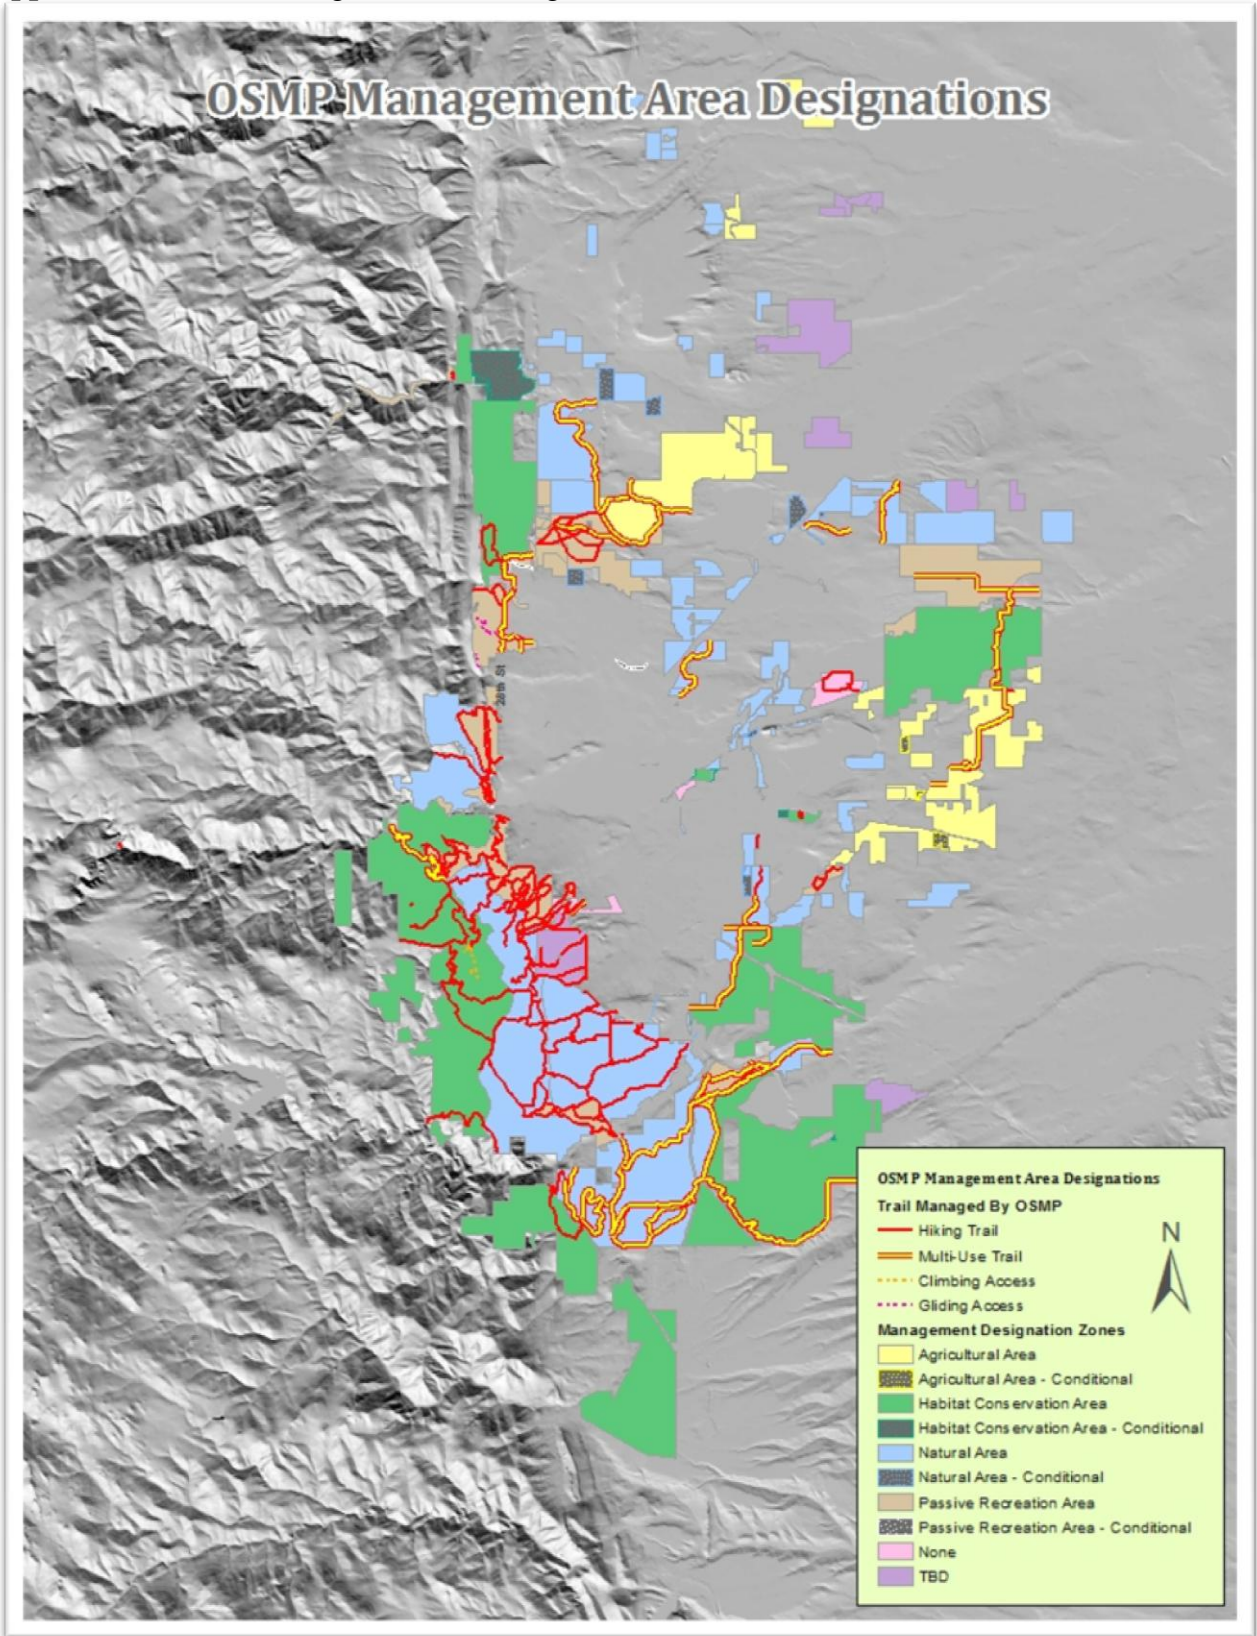 OSMP Management Area Designations
28th St
OSMP Management Area Designations
Trail Managed By OSMP
Hiking Trail
Multi-Use Trail
Climbing Access
Gliding Access
N
Management Designation Zones
Agricultural Area
Agricultural Area - Conditional
Habitat Conservation Area
Habitat Conservation Area - Conditional
Natural Area
Natural Area - Conditional
Passive Recreation Area
Passive Recreation Area - Conditional
None
TBD